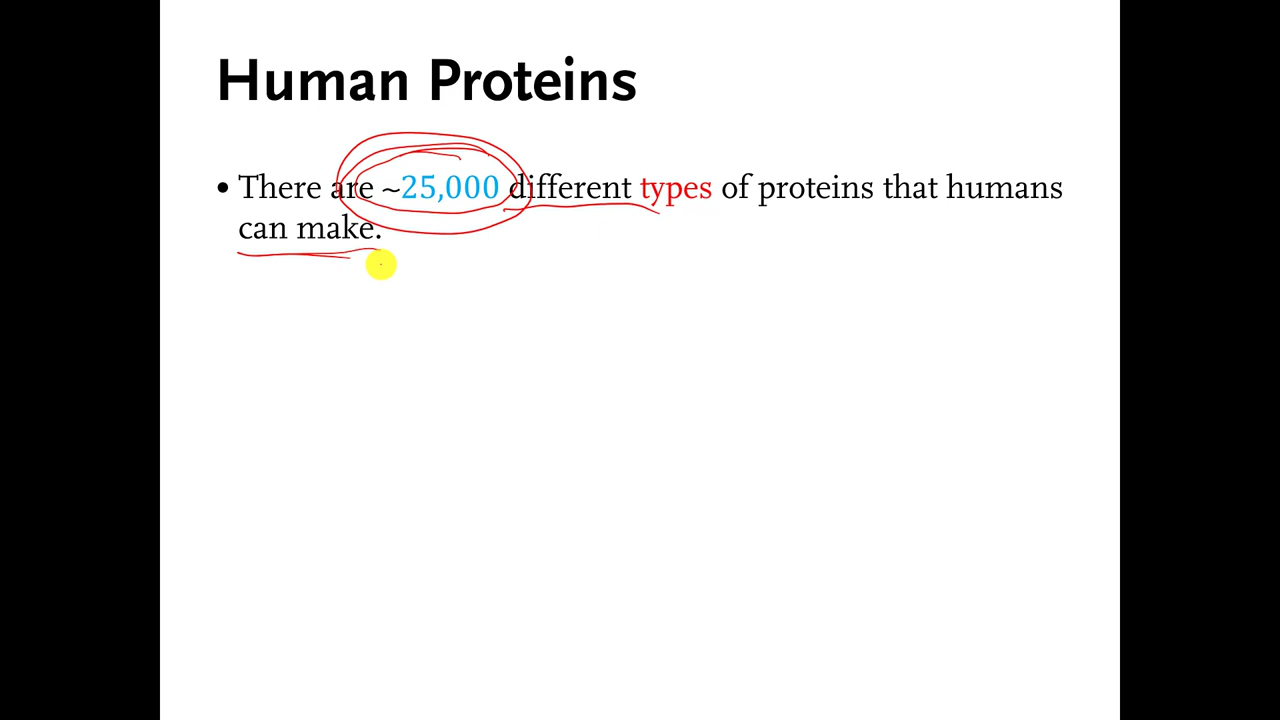 Human Proteins
• There are ~25,000 different types of proteins that humans
can make.